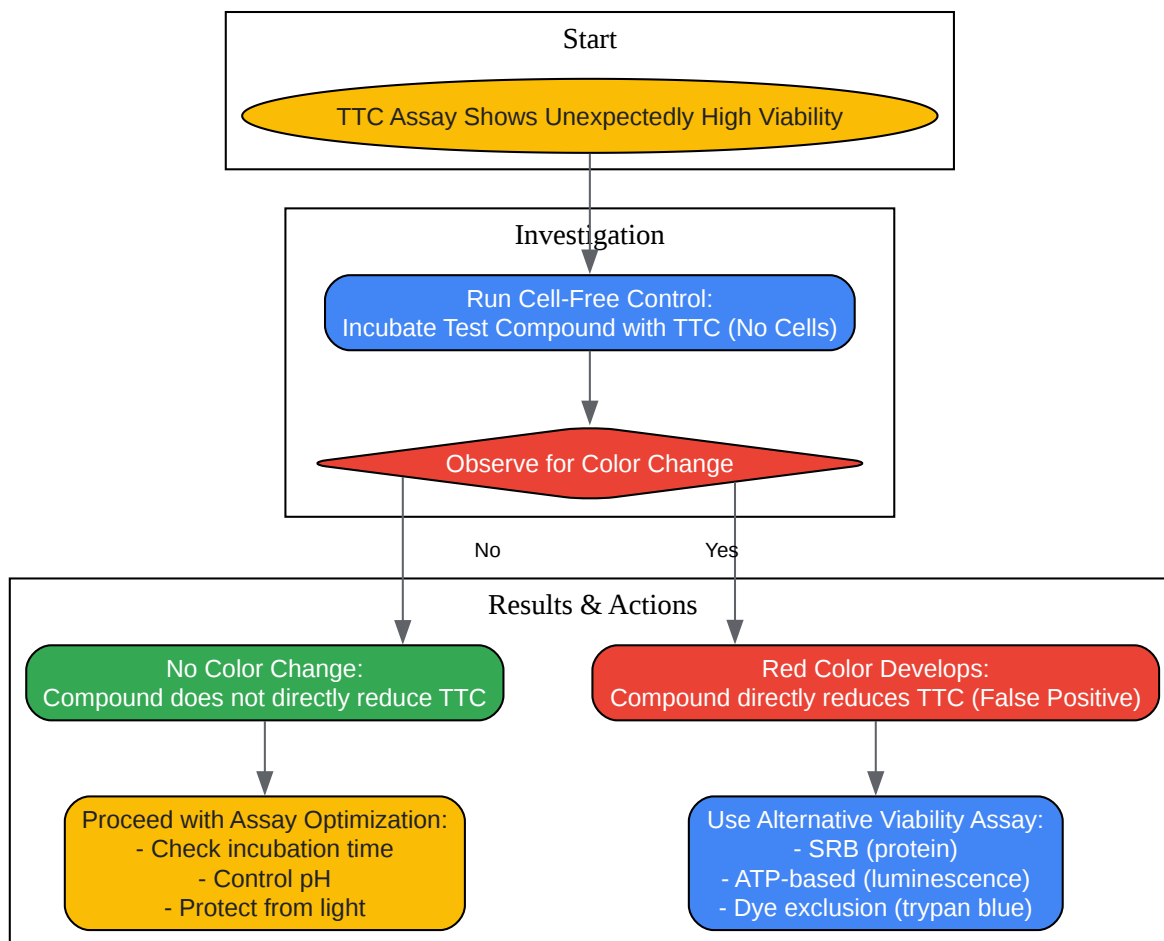 Start
TTC Assay Shows Unexpectedly High Viability
Investigation
Run Cell-Free Control:
Incubate Test Compound with TTC (No Cells)
Observe for Color Change
No
Yes
Results & Actions
No Color Change:
Compound does not directly reduce TTC
Red Color Develops:
Compound directly reduces TTC (False Positive)
Proceed with Assay Optimization:
- Check incubation time
- Control pH
- Protect from light
Use Alternative Viability Assay:
- SRB (protein)
- ATP-based (luminescence)
- Dye exclusion (trypan blue)